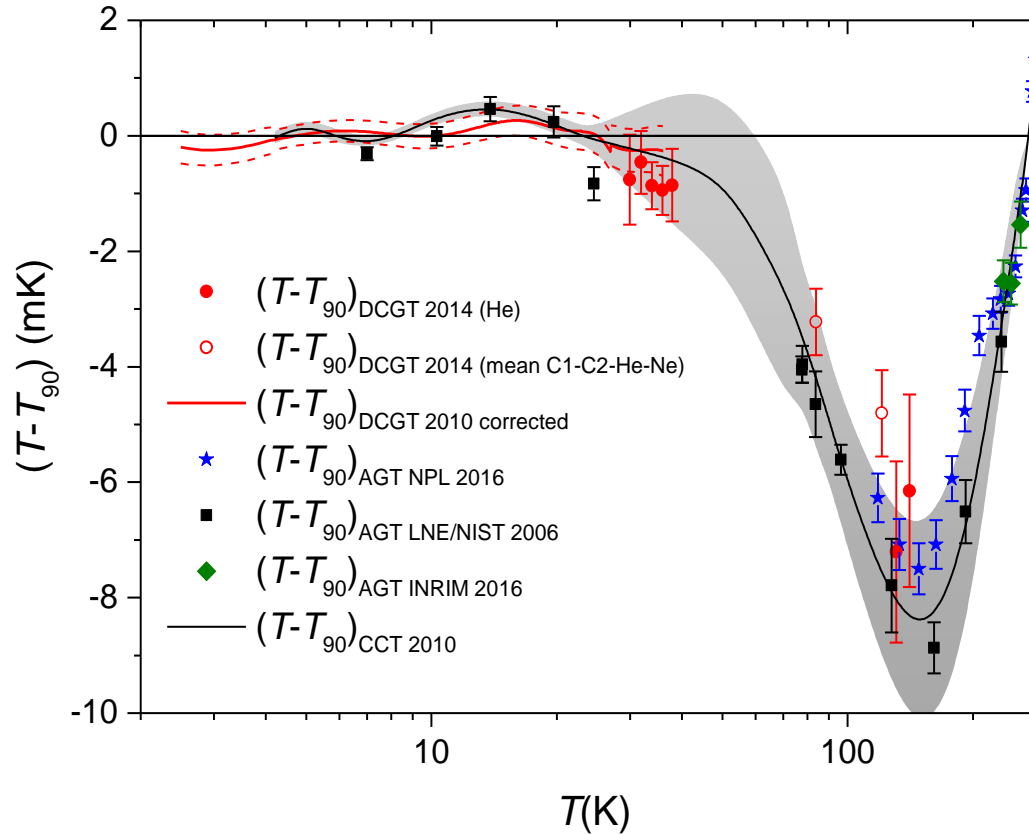 2
0
-2
-4
-6
-8
-10
(T-T90) (mK)
(T-T90)DCGT 2014 (He)
(T-T90)DCGT 2014 (mean C1-C2-He-Ne)
(T-T90)DCGT 2010 corrected
(T-T90)AGT NPL 2016
(T-T90)AGT LNE/NIST 2006
(T-T90)AGT INRIM 2016
(T-T90)CCT 2010
10 100
T(K)